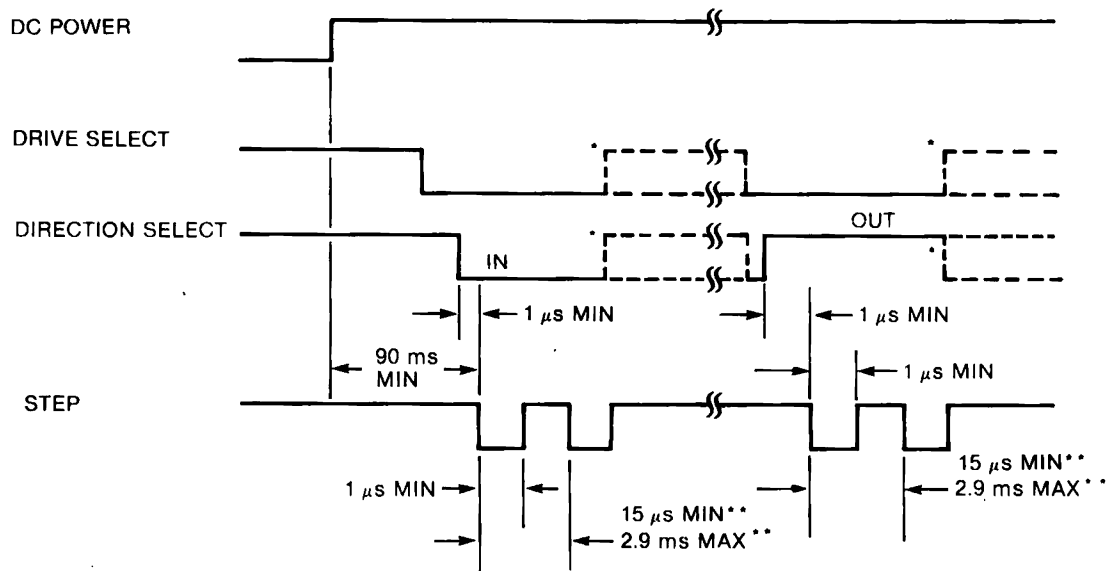 DC POWER
DRIVE SELECT
*
*
DIRECTION SELECT
IN
*
OUT
*
1 μs MIN
1 μs MIN
90 ms
MIN
1 μs MIN
STEP
1 μs MIN
15 μs MIN**
2.9 ms MAX**
15 μs MIN**
2.9 ms MAX**